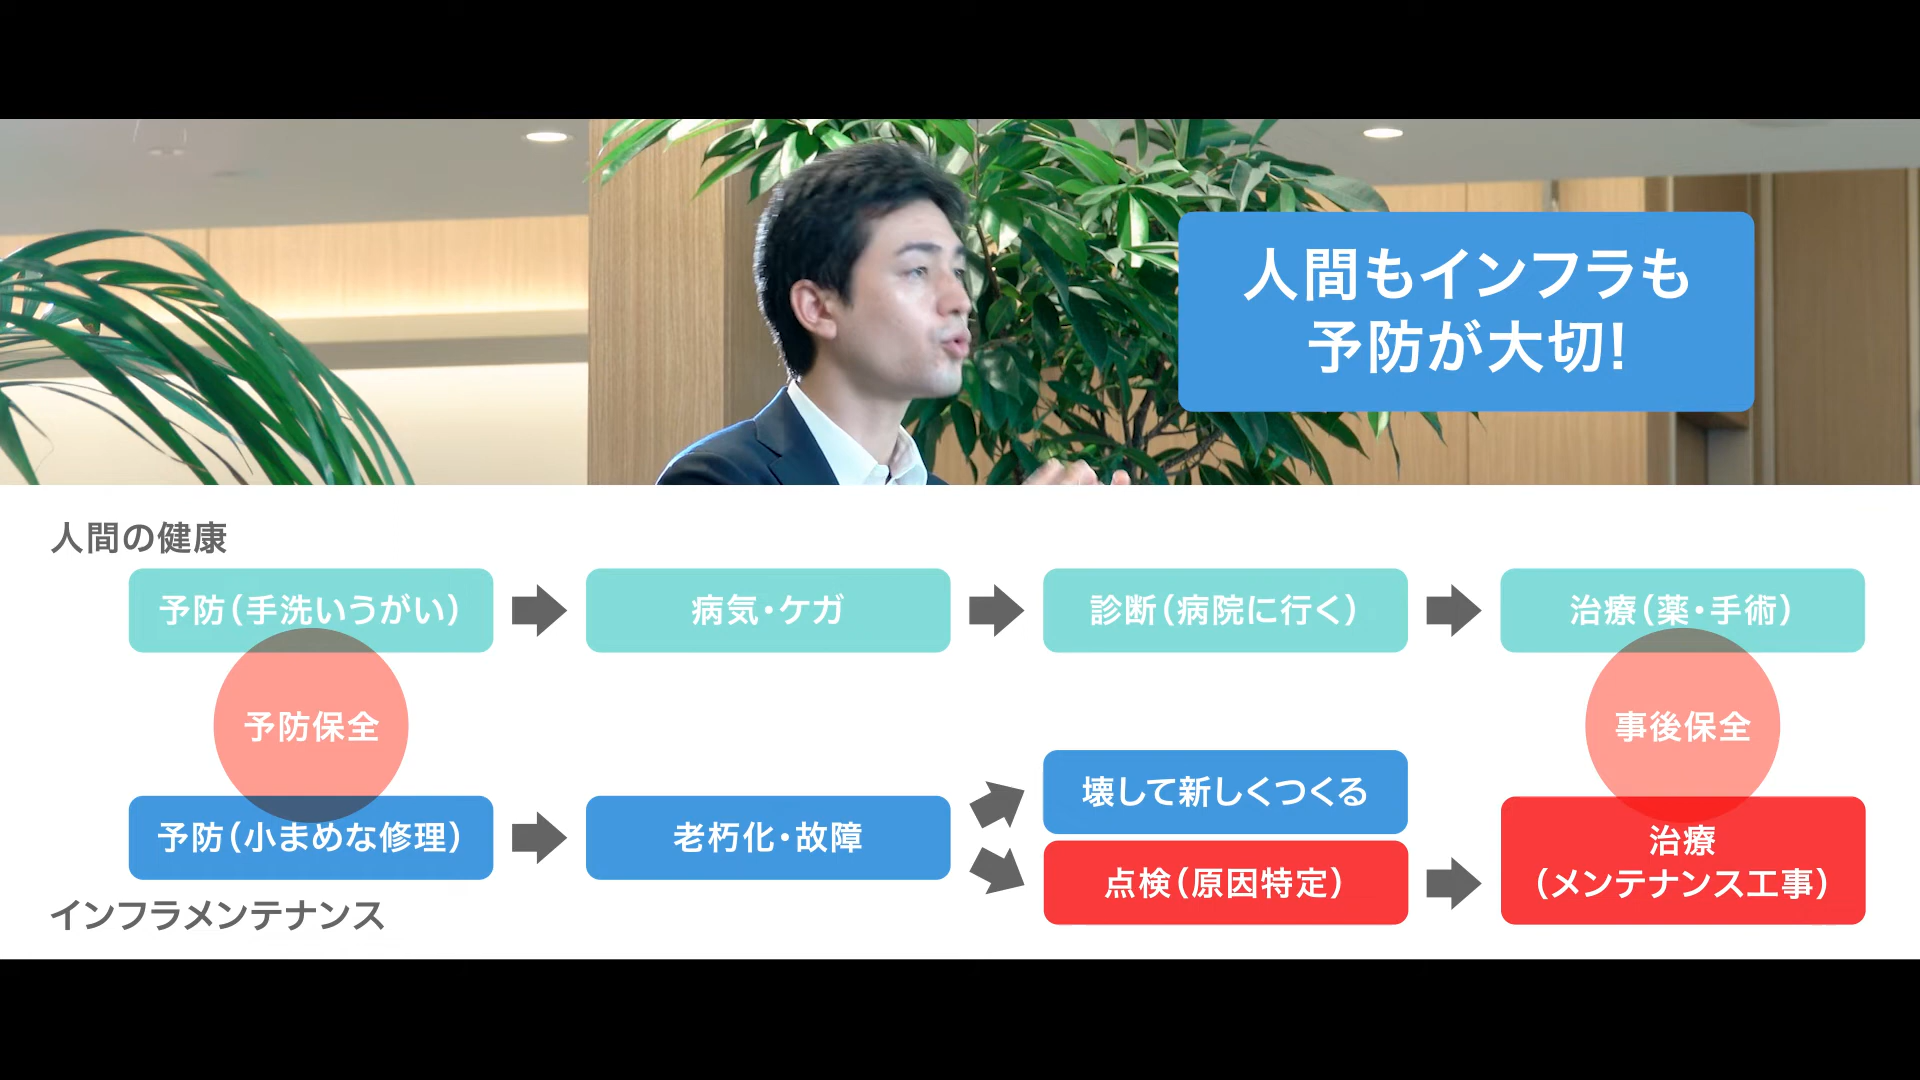 人間もインフラも
予防が大切!
人間の健康
予防(手洗いうがい)
病気・ケガ
診断(病院に行く)
治療(薬・手術)
予防保全
事後保全
予防(小まめな修理)
老朽化・故障
壊して新しくつくる
点検(原因特定)
治療
(メンテナンス工事)
インフラメンテナンス